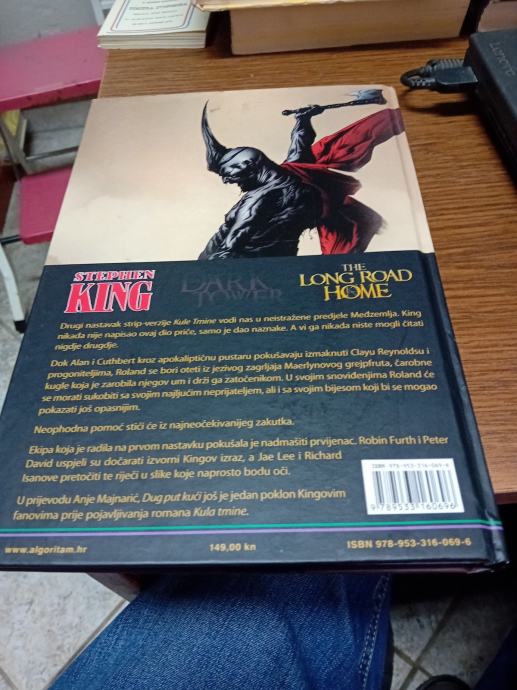 Lenovo
STEPHEN
KING
DARK
TOWER
THE
LONG ROAD
HOME
Drugi nastavak strip-verzije Kule Tmine vodi nas u neistražene predjele Međzemlja. King
nikada nije napisao ovaj dio priče, samo je dao naznake. A vi ga nikada niste mogli čitati
nigdje drugdje.
Dok Alan i Cuthbert kroz apokaliptičnu pustaru pokušavaju izmaknuti Clayu Reynoldsu i
progoniteljima, Roland se bori oteti iz jezivog zagrljaja Maerlynovog grejpfruta, čarobne
kugle koja je zarobila njegov um i drži ga zatočenikom. U svojim snoviđenjima Roland će
se morati sukobiti sa svojim najljućim neprijateljem, ali i sa svojim bijesom koji bi se mogao
pokazati još opasnijim.
Neophodna pomoć stići će iz najneočekivanijeg zakutka.
Ekipa koja je radila na prvom nastavku pokušala je nadmašiti prvijenac. Robin Furth i Peter
David uspjeli su dočarati izvorni Kingov izraz, a Jae Lee i Richard
Isanove pretočiti te riječi u slike koje naprosto bodu oči.
U prijevodu Anje Majnarić, Dug put kući još je jedan poklon Kingovim
fanovima prije pojavljivanja romana Kula tmine.
ISBN 978-953-316-069-6
9 789533 160696
www.algoritam.hr
149,00 kn
ISBN 978-953-316-069-6